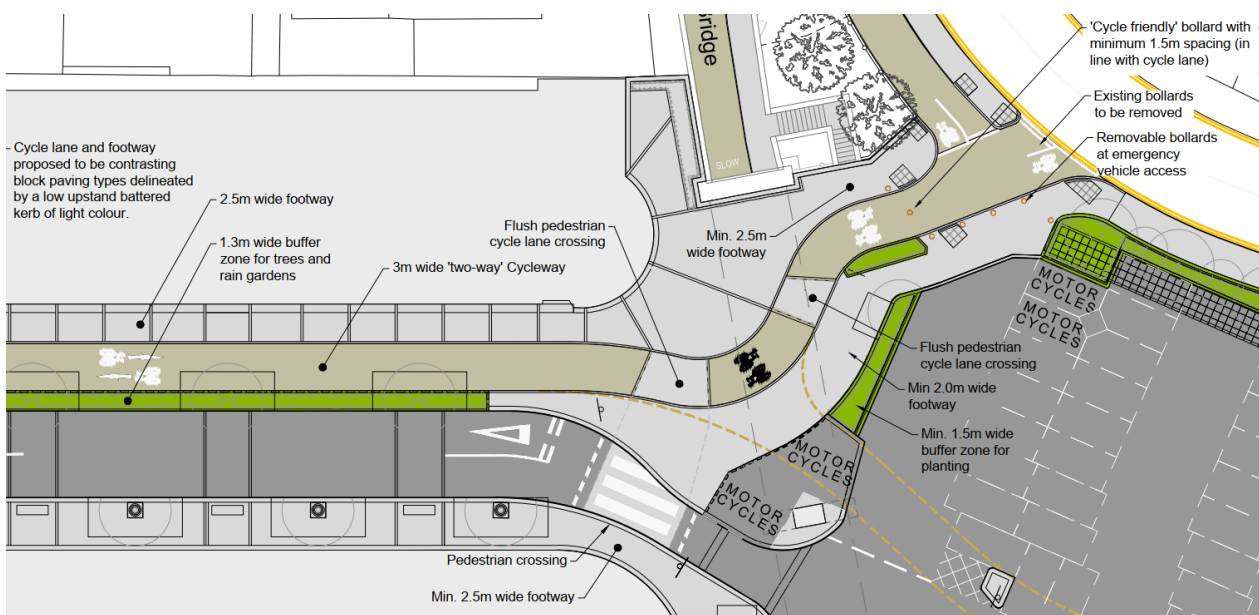 Bridge
'Cycle friendly' bollard with
minimum 1.5m spacing (in
line with cycle lane)
Existing bollards
to be removed
Removable bollards
at emergency
vehicle access
Cycle lane and footway
proposed to be contrasting
block paving types delineated
by a low upstand battered
kerb of light colour.
2.5m wide footway
1.3m wide buffer
zone for trees and
rain gardens
3m wide 'two-way' Cycleway
Flush pedestrian
cycle lane crossing
SLOW
Min. 2.5m
wide footway
MOTOR
CYCLES
MOTOR
CYCLES
Flush pedestrian
cycle lane crossing
Min 2.0m wide
footway
Min. 1.5m wide
buffer zone for
planting
MOTOR
CYCLES
MOTOR
CYCLES
Pedestrian crossing
Min. 2.5m wide footway